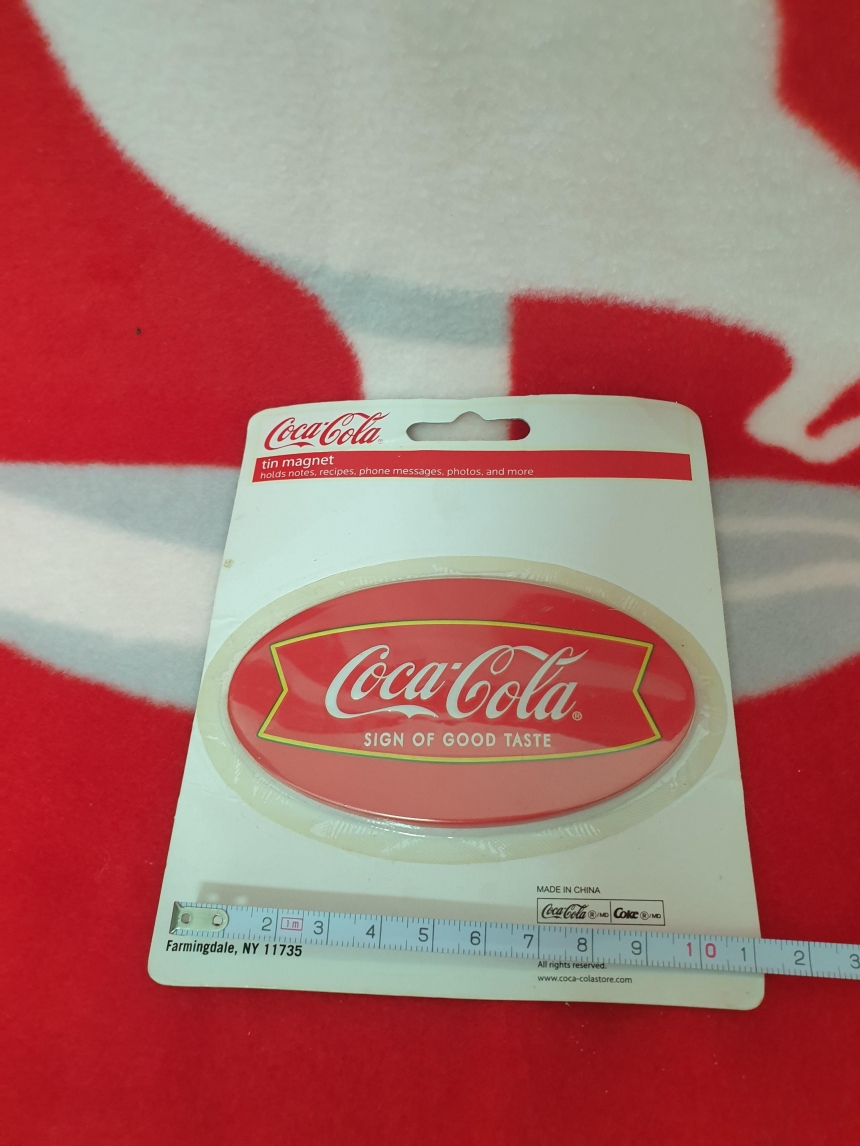 Coca-Cola®
tin magnet
holds notes, recipes, phone messages, photos, and more
Coca-Cola®
SIGN OF GOOD TASTE
MADE IN CHINA
Coca-Cola®/MD Coke®/MD
2 1m 3 4 5 6 7 8 9 10 1 2 3
Farmingdale, NY 11735
All rights reserved.
www.coca-colastore.com